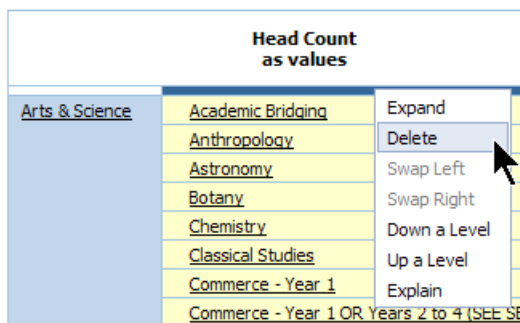 Head Count
as values
Arts & Science
Academic Bridging
Anthropology
Astronomy
Botany
Chemistry
Classical Studies
Commerce - Year 1
Commerce - Year 1 OR Years 2 to 4 (SEE
Expand
Delete
Swap Left
Swap Right
Down a Level
Up a Level
Explain